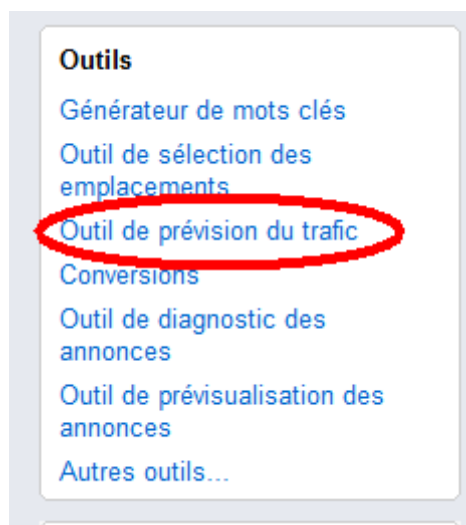 Outils
Générateur de mots clés
Outil de sélection des
emplacements
Outil de prévision du trafic
Conversions
Outil de diagnostic des
annonces
Outil de prévisualisation des
annonces
Autres outils...